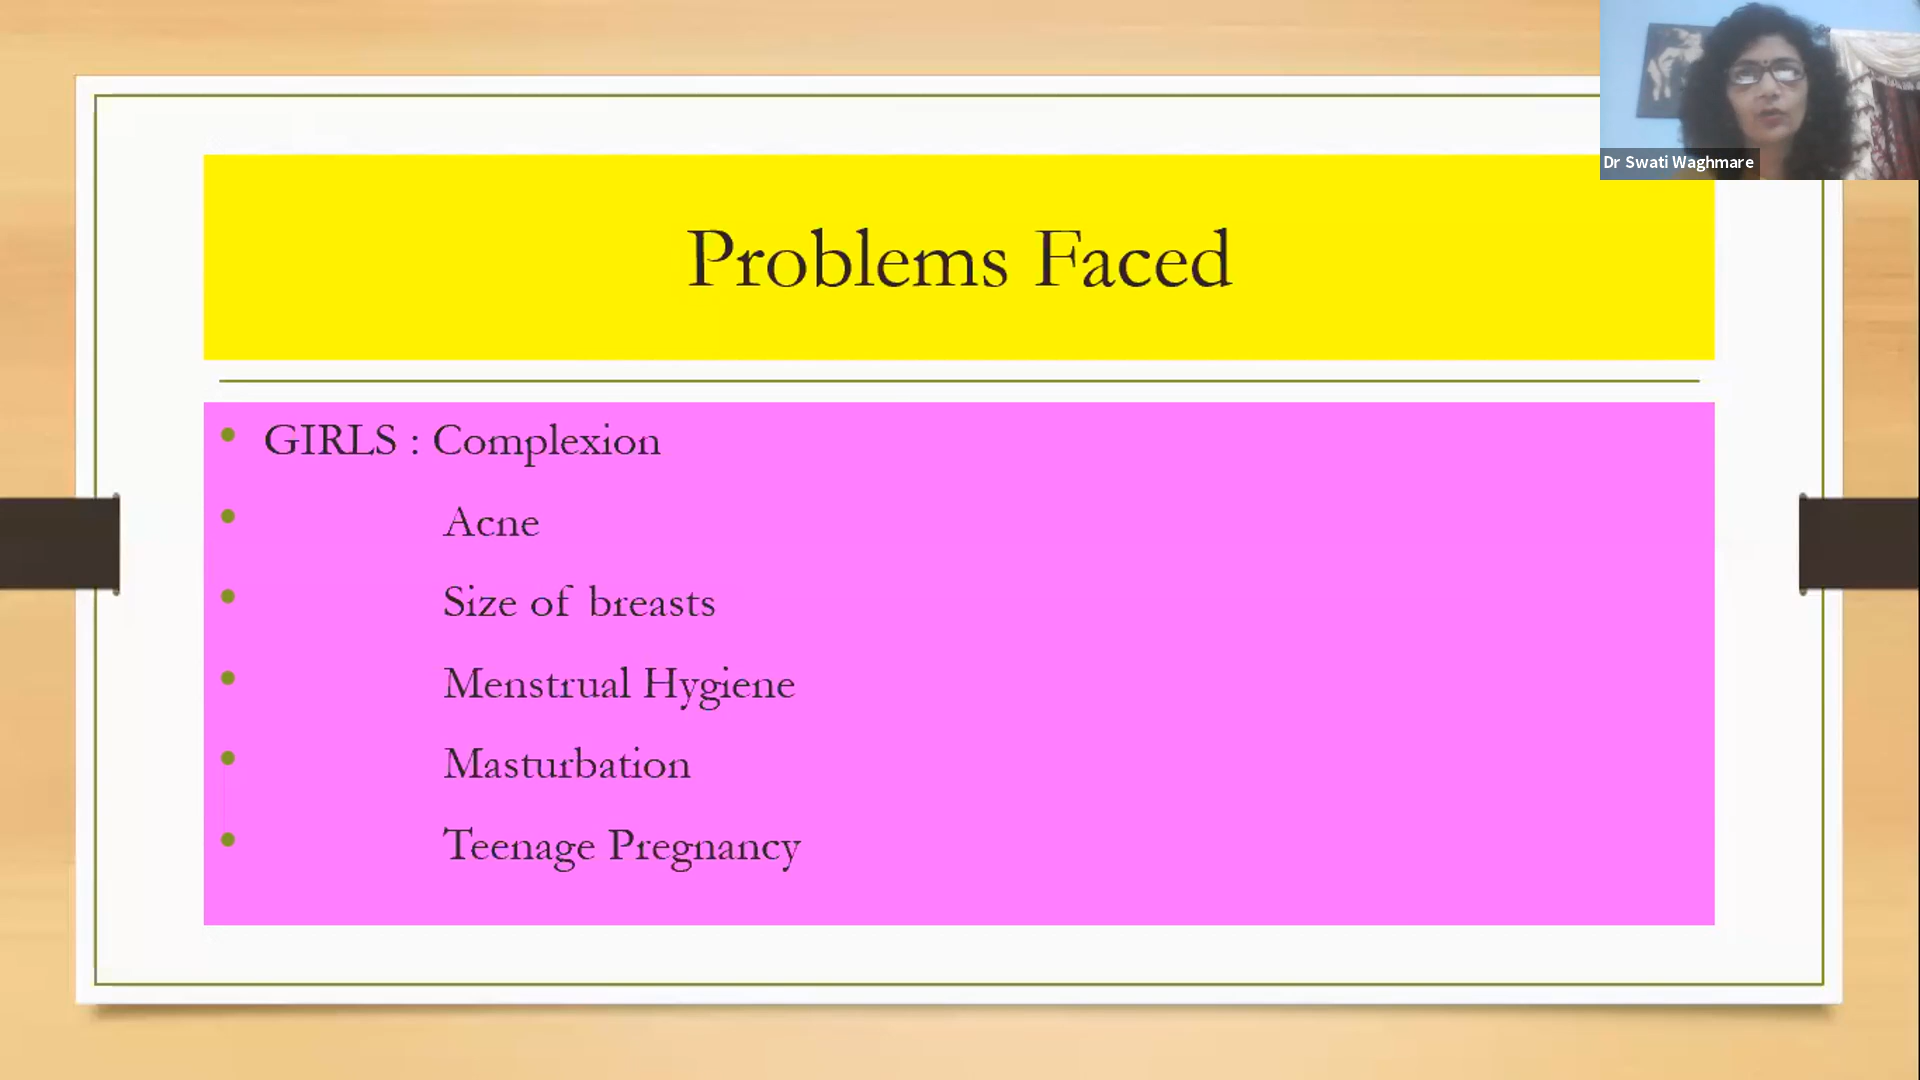 Dr Swati Waghmare
Problems Faced
• GIRLS : Complexion
• Acne
• Size of breasts
• Menstrual Hygiene
• Masturbation
• Teenage Pregnancy